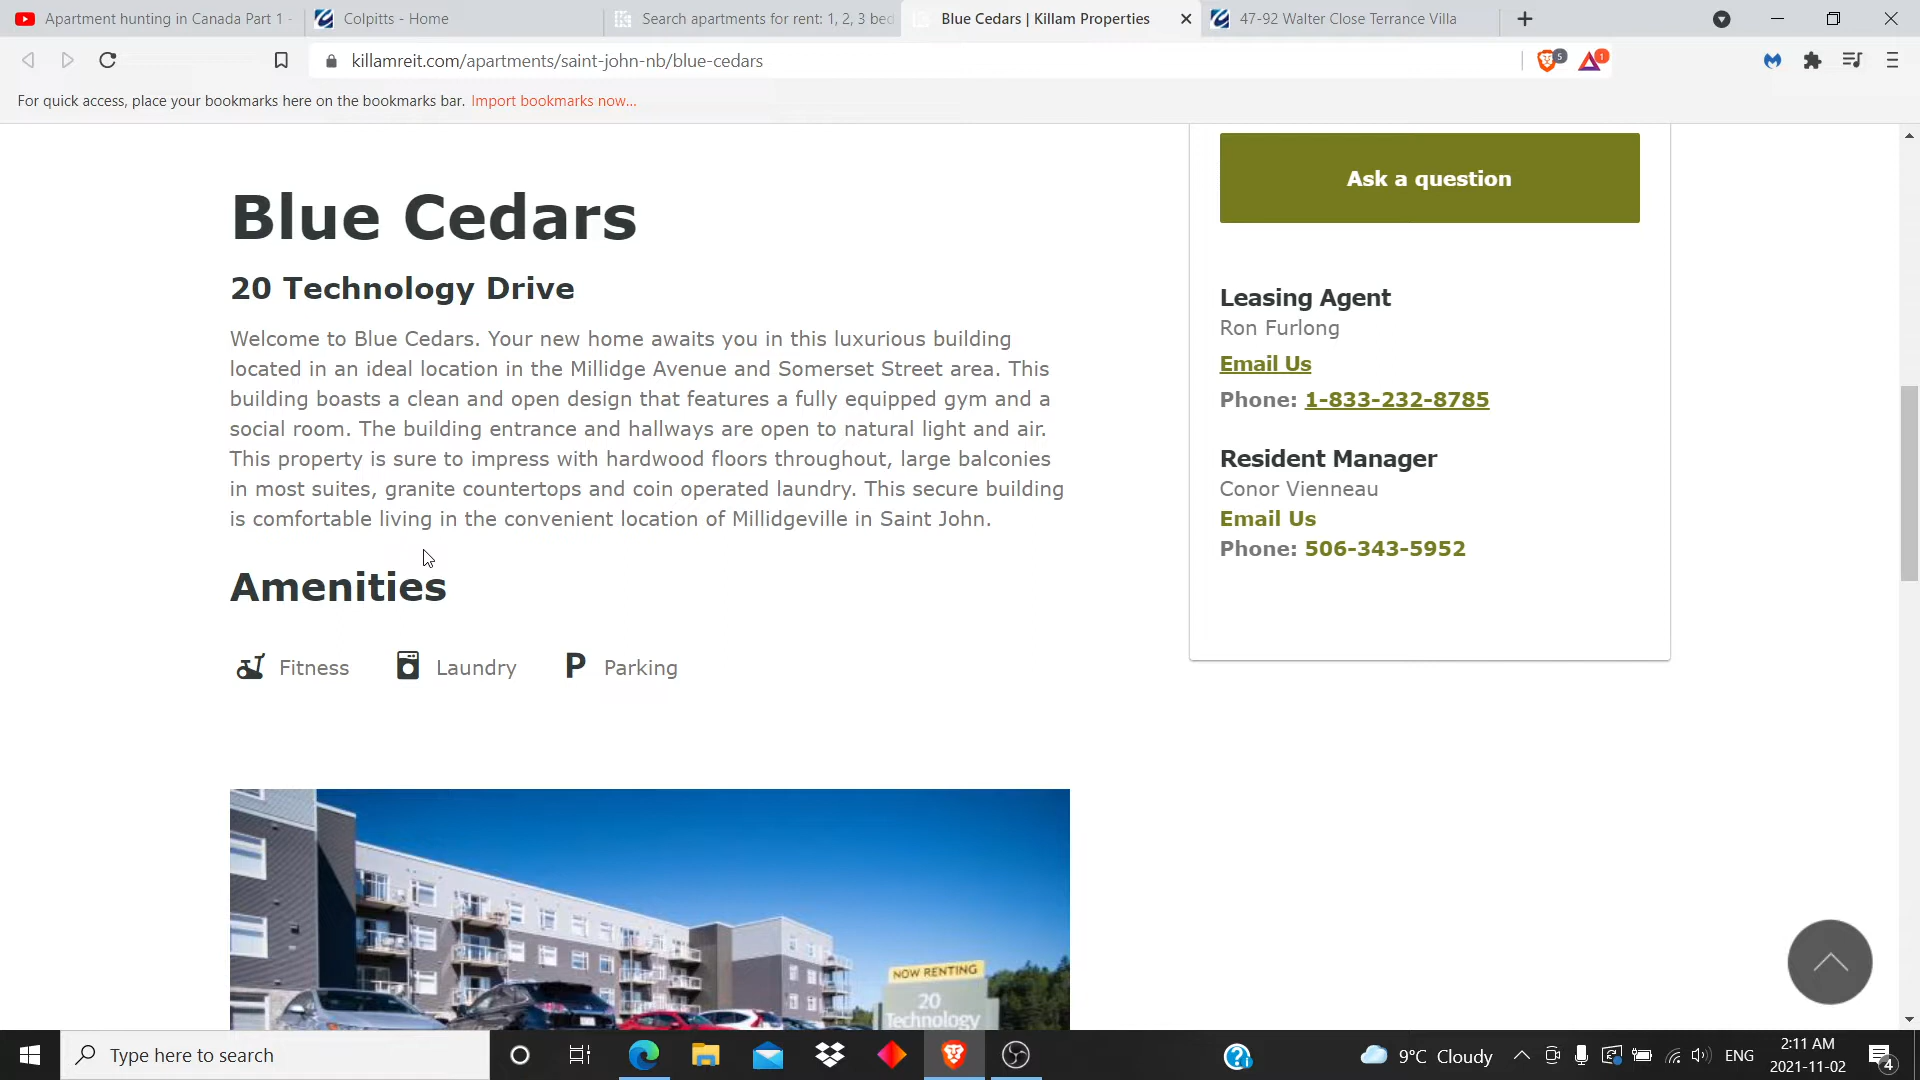 Apartment hunting in Canada Part 1 -
Colpitts - Home
Search apartments for rent: 1, 2, 3 bed
Blue Cedars | Killam Properties
47-92 Walter Close Terrance Villa
killamreit.com/apartments/saint-john-nb/blue-cedars
5
1
For quick access, place your bookmarks here on the bookmarks bar. Import bookmarks now...
Blue Cedars
20 Technology Drive
Welcome to Blue Cedars. Your new home awaits you in this luxurious building
located in an ideal location in the Millidge Avenue and Somerset Street area. This
building boasts a clean and open design that features a fully equipped gym and a
social room. The building entrance and hallways are open to natural light and air.
This property is sure to impress with hardwood floors throughout, large balconies
in most suites, granite countertops and coin operated laundry. This secure building
is comfortable living in the convenient location of Millidgeville in Saint John.
Amenities
Fitness
Laundry
P Parking
NOW RENTING
20
Technology
Ask a question
Leasing Agent
Ron Furlong
Email Us
Phone: 1-833-232-8785
Resident Manager
Conor Vienneau
Email Us
Phone: 506-343-5952
Type here to search
9°C Cloudy
ENG
2:11 AM
2021-11-02
4